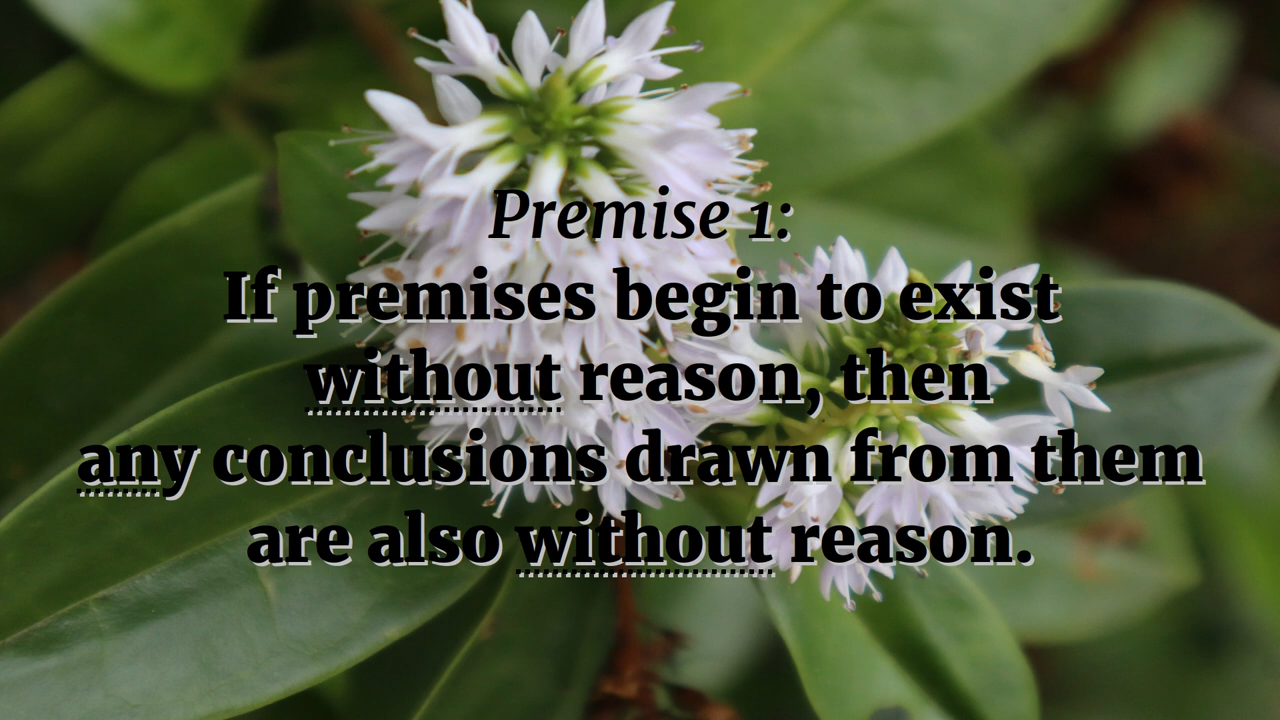 Premise 1:
If premises begin to exist
without reason, then
any conclusions drawn from them
are also without reason.